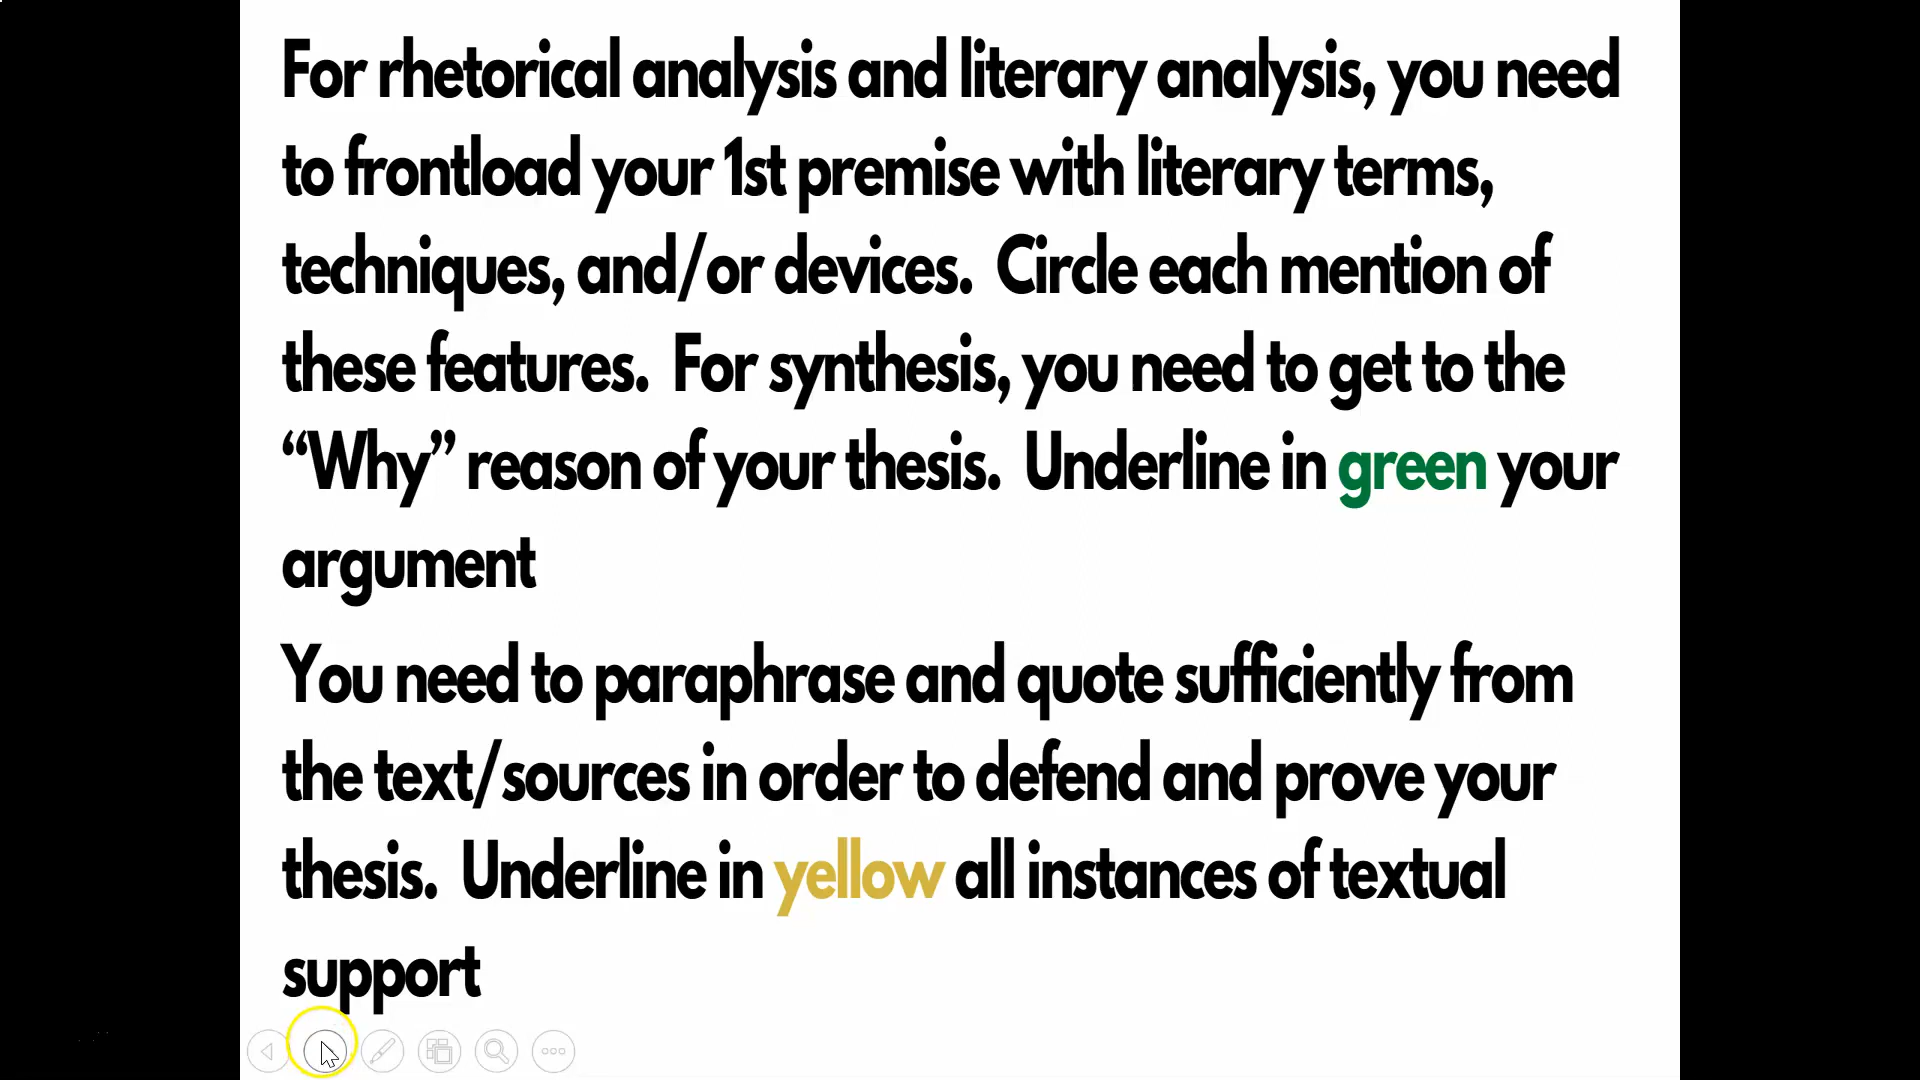 For rhetorical analysis and literary analysis, you need
to frontload your 1st premise with literary terms,
techniques, and/or devices.  Circle each mention of
these features.  For synthesis, you need to get to the
“Why” reason of your thesis.  Underline in green your
argument
You need to paraphrase and quote sufficiently from
the text/sources in order to defend and prove your
thesis.  Underline in yellow all instances of textual
support